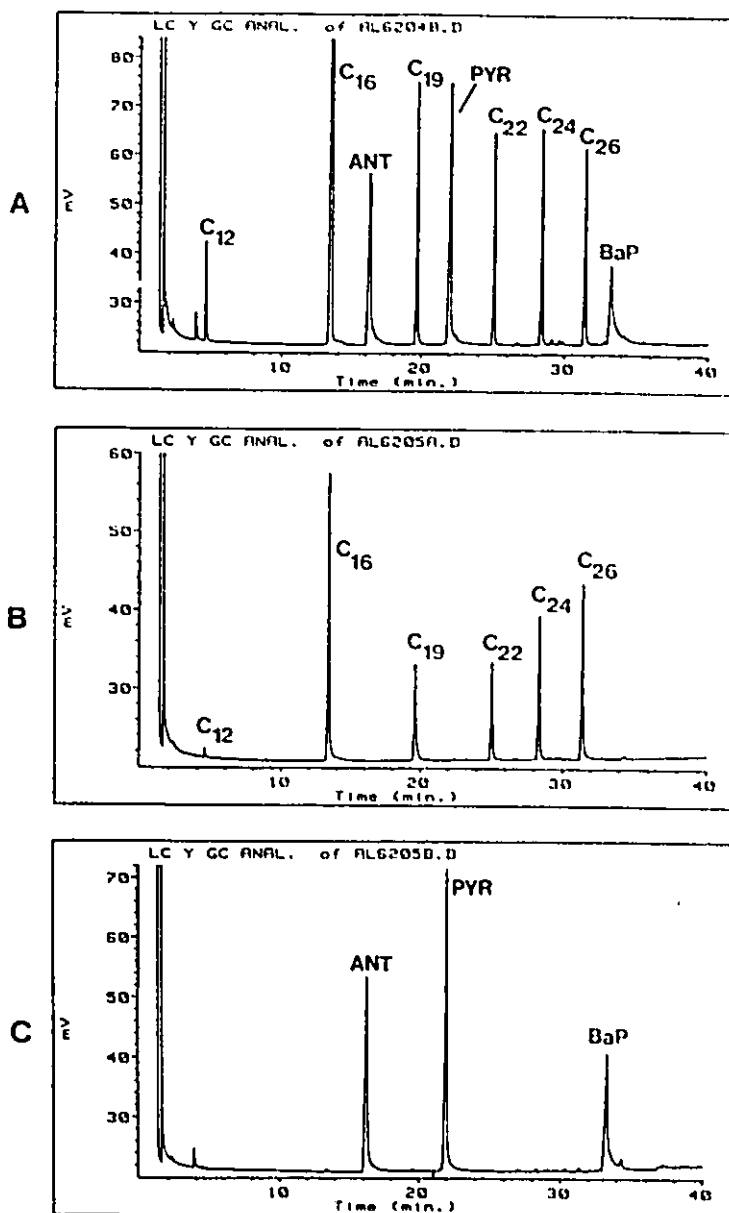 A
LC Y GC ANAL. of AL6204B.D
mV
80
70
60
50
40
30
C12
C16
ANT
C19
PYR
C22
C24
C26
BaP
10 20 30 40
Time (min.)
B
LC Y GC ANAL. of AL6205A.D
mV
60
50
40
30
C12
C16
C19
C22
C24
C26
10 20 30 40
Time (min.)
C
LC Y GC ANAL. of AL6205B.D
mV
70
60
50
40
30
ANT
PYR
BaP
10 20 30 40
Time (min.)